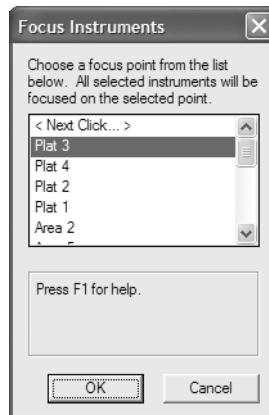 Focus Instruments
Choose a focus point from the list
below. All selected instruments will be
focused on the selected point.
< Next Click... >
Plat 3
Plat 4
Plat 2
Plat 1
Area 2
Press F1 for help.
OK
Cancel